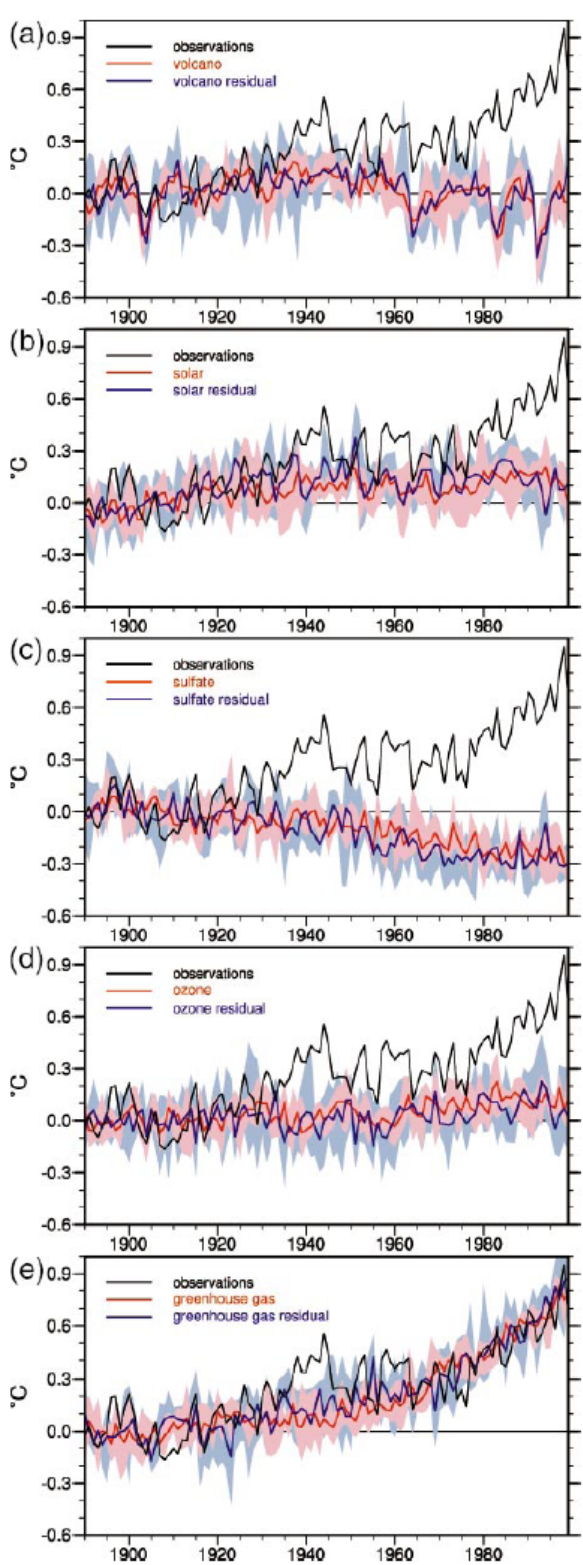 (a)
0.9
0.6
0.3
0.0
-0.3
-0.6
°C
observations
volcano
volcano residual
1900 1920 1940 1960 1980
(b)
0.9
0.6
0.3
0.0
-0.3
-0.6
°C
observations
solar
solar residual
1900 1920 1940 1960 1980
(c)
0.9
0.6
0.3
0.0
-0.3
-0.6
°C
observations
sulfate
sulfate residual
1900 1920 1940 1960 1980
(d)
0.9
0.6
0.3
0.0
-0.3
-0.6
°C
observations
ozone
ozone residual
1900 1920 1940 1960 1980
(e)
0.9
0.6
0.3
0.0
-0.3
-0.6
°C
observations
greenhouse gas
greenhouse gas residual
1900 1920 1940 1960 1980